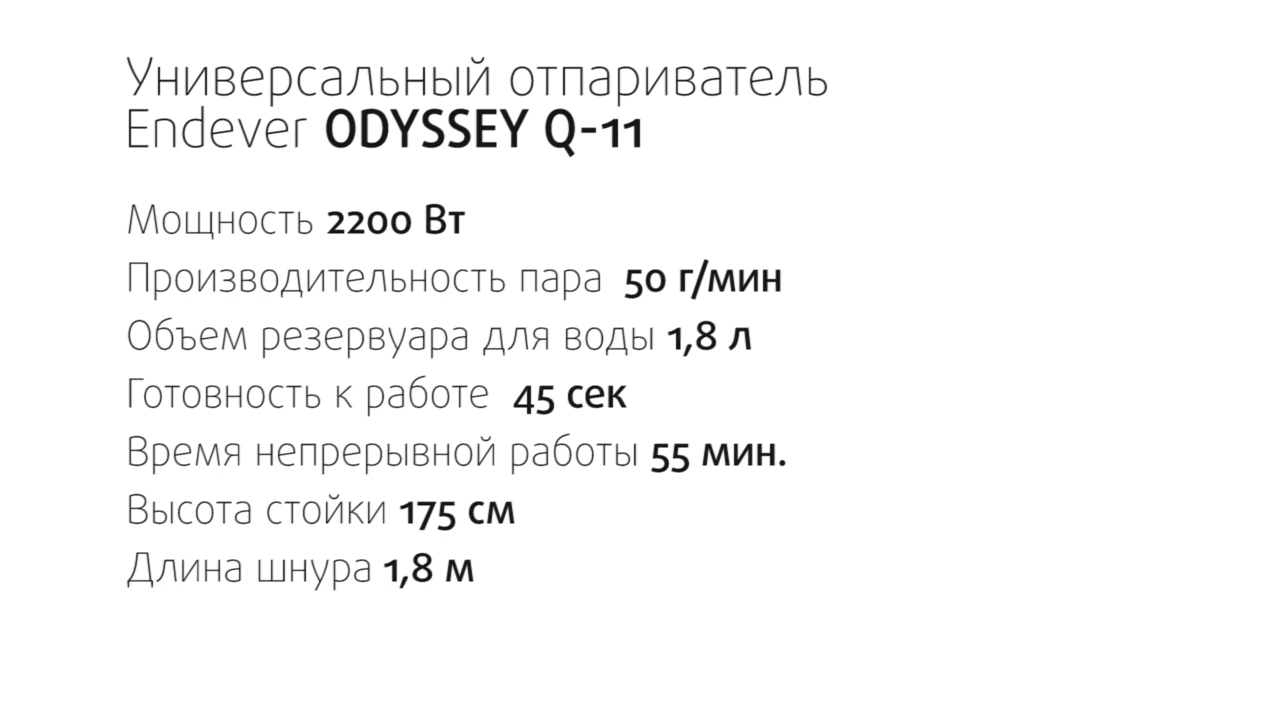 Универсальный отпариватель
Endever ODYSSEY Q-11
Мощность 2200 Вт
Производительность пара 50 г/мин
Объем резервуара для воды 1,8 л
Готовность к работе 45 сек
Время непрерывной работы 55 мин.
Высота стойки 175 см
Длина шнура 1,8 м